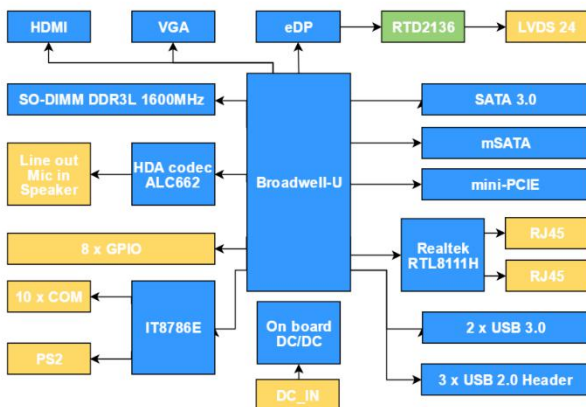 HDMI
VGA
eDP
RTD2136
LVDS 24
SO-DIMM DDR3L 1600MHz
SATA 3.0
mSATA
Line out
Mic in
Speaker
HDA codec
ALC662
Broadwell-U
mini-PCIE
8 x GPIO
Realtek
RTL8111H
RJ45
RJ45
10 x COM
IT8786E
PS2
On board
DC/DC
2 x USB 3.0
3 x USB 2.0 Header
DC_IN